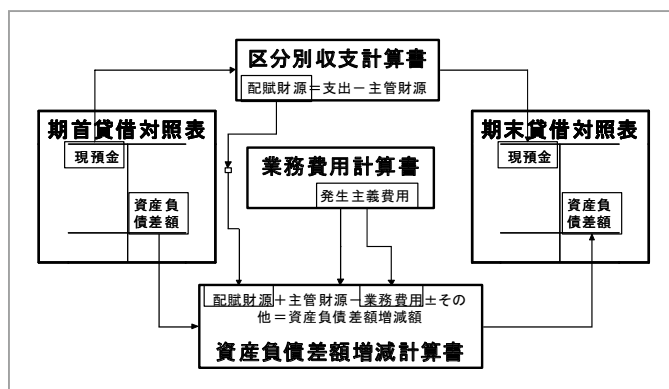 区分別収支計算書
配賦財源＝支出－主管財源
期首貸借対照表
現預金
資産負
債差額
業務費用計算書
発生主義費用
期末貸借対照表
現預金
資産負
債差額
配賦財源＋主管財源－業務費用±その
他＝資産負債差額増減額
資産負債差額増減計算書